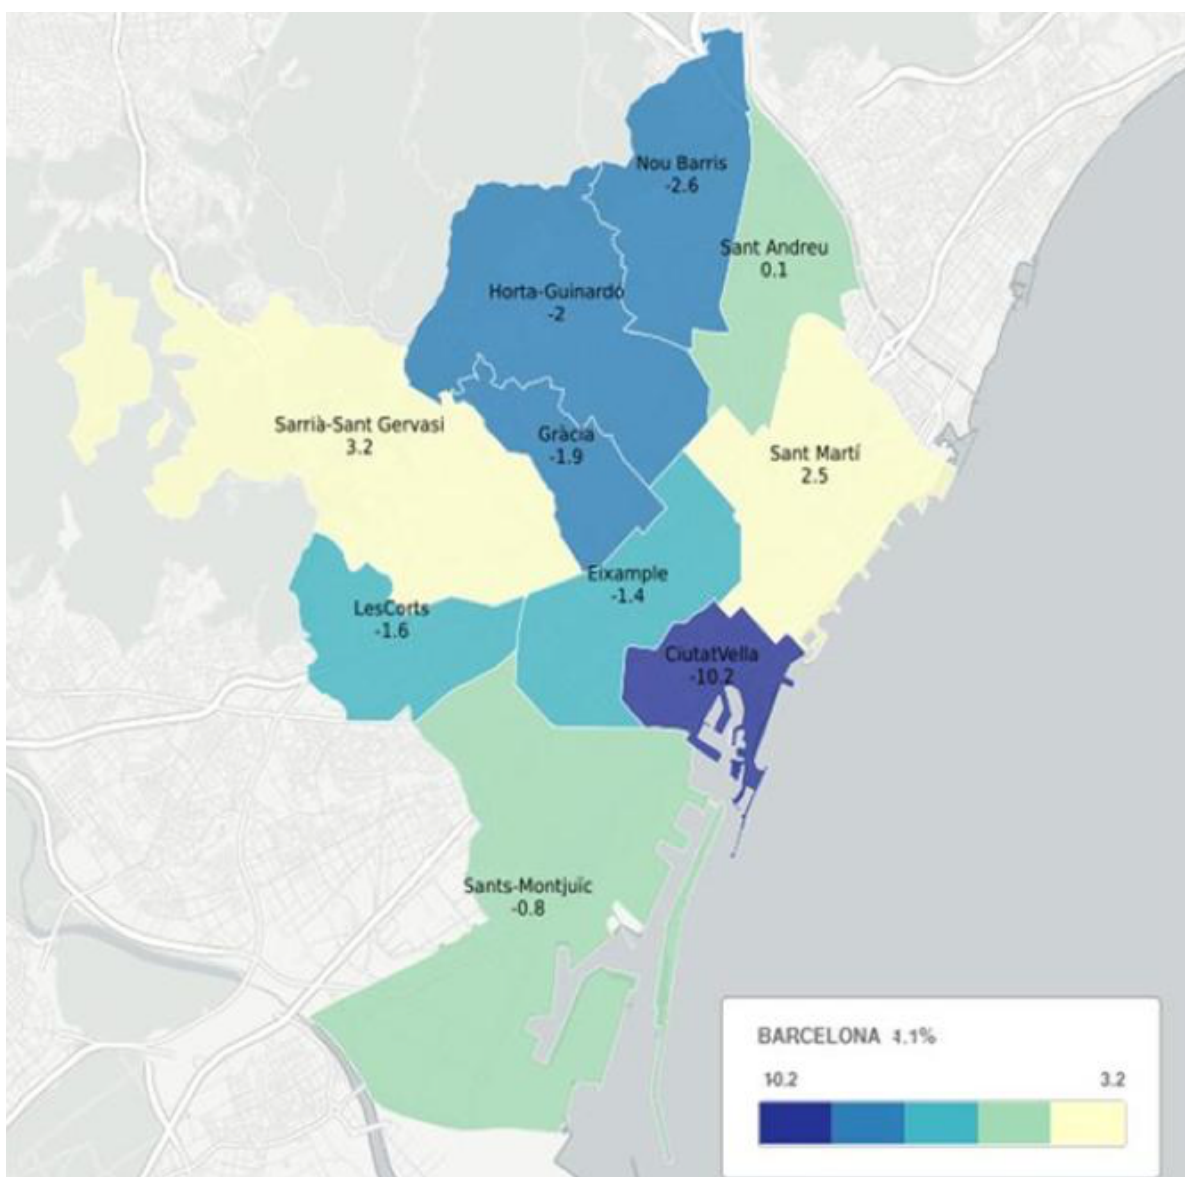 Nou Barris
-2.6
Sant Andreu
0.1
Horta-Guinardó
-2
Sarrià-Sant Gervasi
3.2
Gràcia
-1.9
Sant Martí
2.5
Eixample
-1.4
LesCorts
-1.6
CiutatVella
-10.2
Sants-Montjuïc
-0.8
BARCELONA
3.2